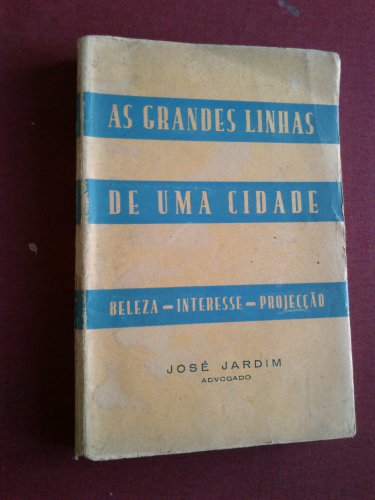 AS GRANDES LINHAS
DE UMA CIDADE
BELEZA - INTERESSE - PROJECÇÃO
JOSÉ JARDIM
ADVOGADO